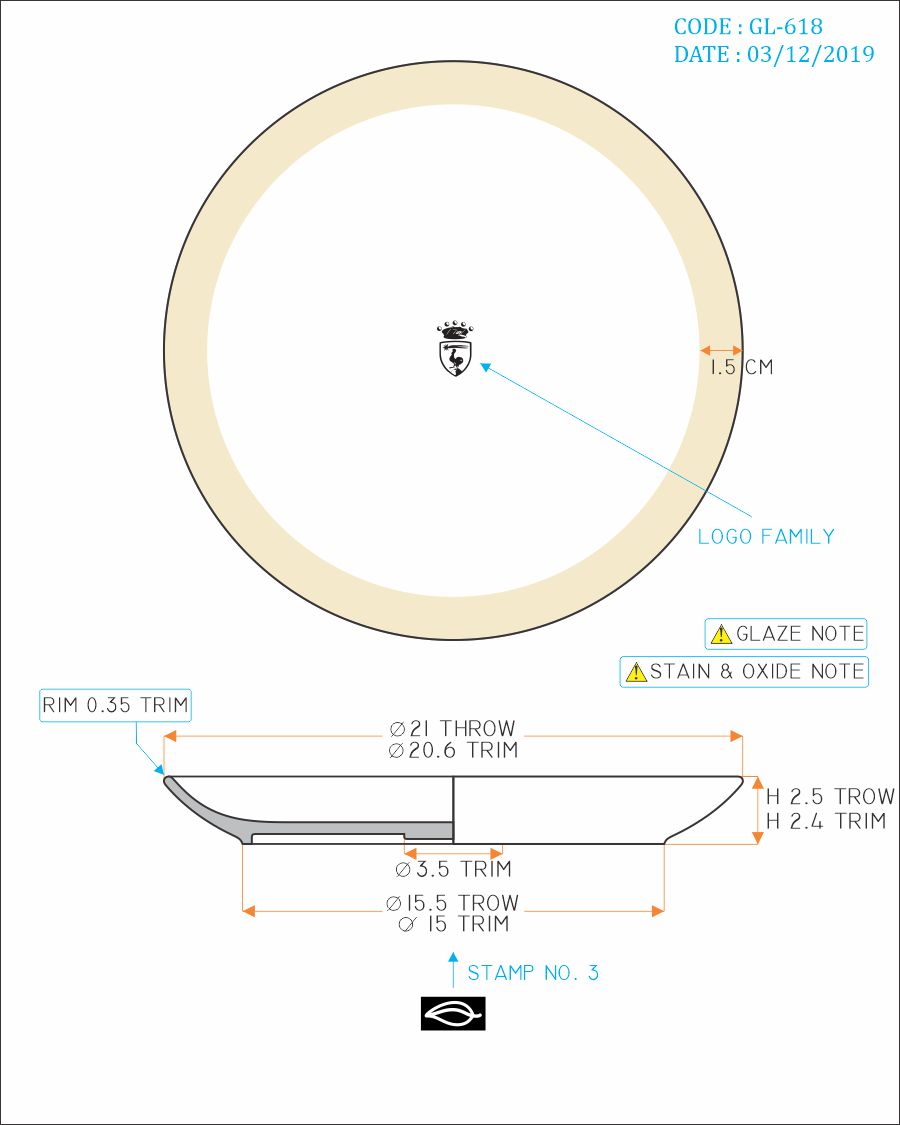 CODE : GL-618
DATE : 03/12/2019
1.5 CM
LOGO FAMILY
GLAZE NOTE
STAIN & OXIDE NOTE
RIM 0.35 TRIM
Ø21 THROW
Ø20.6 TRIM
H 2.5 TROW
H 2.4 TRIM
Ø3.5 TRIM
Ø15.5 TROW
Ø 15 TRIM
STAMP NO. 3